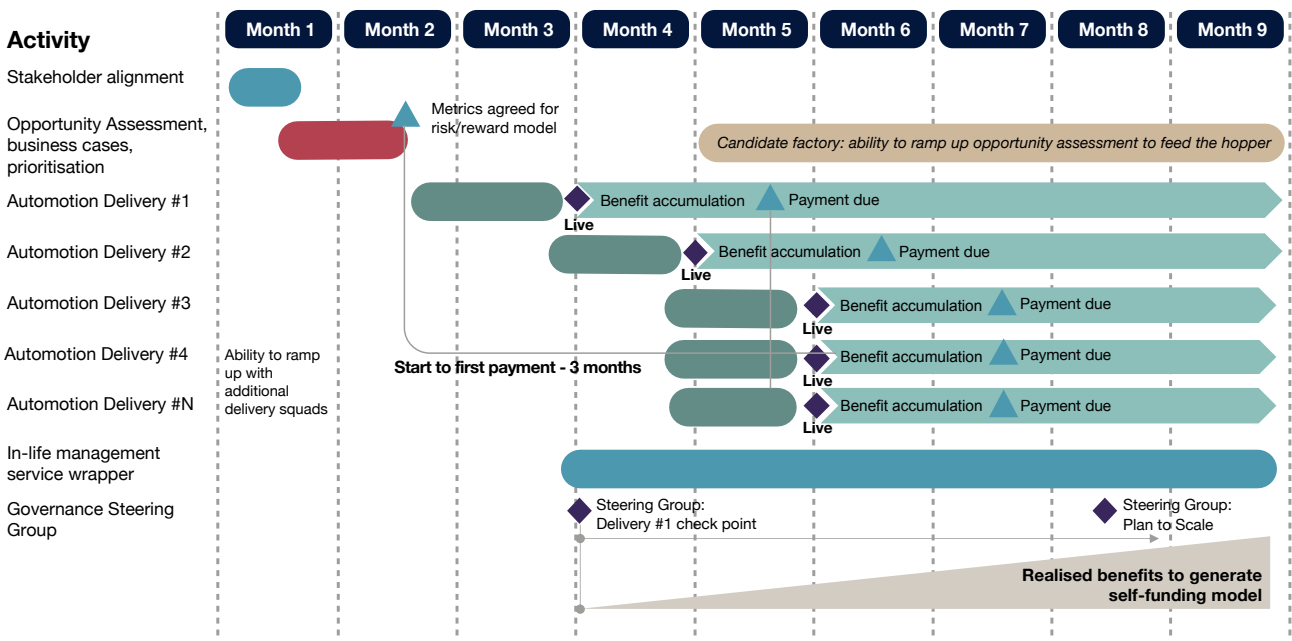 Activity
Month 1
Month 2
Month 3
Month 4
Month 5
Month 6
Month 7
Month 8
Month 9
Stakeholder alignment
Metrics agreed for
risk/reward model
Opportunity Assessment,
business cases,
prioritisation
Candidate factory: ability to ramp up opportunity assessment to feed the hopper
Automotion Delivery #1
Live
Benefit accumulation
Payment due
Automotion Delivery #2
Live
Benefit accumulation
Payment due
Automotion Delivery #3
Live
Benefit accumulation
Payment due
Automotion Delivery #4
Live
Benefit accumulation
Payment due
Ability to ramp
up with
additional
delivery squads
Start to first payment - 3 months
Automotion Delivery #N
Live
Benefit accumulation
Payment due
In-life management
service wrapper
Governance Steering
Group
Steering Group:
Delivery #1 check point
Steering Group:
Plan to Scale
Realised benefits to generate
self-funding model